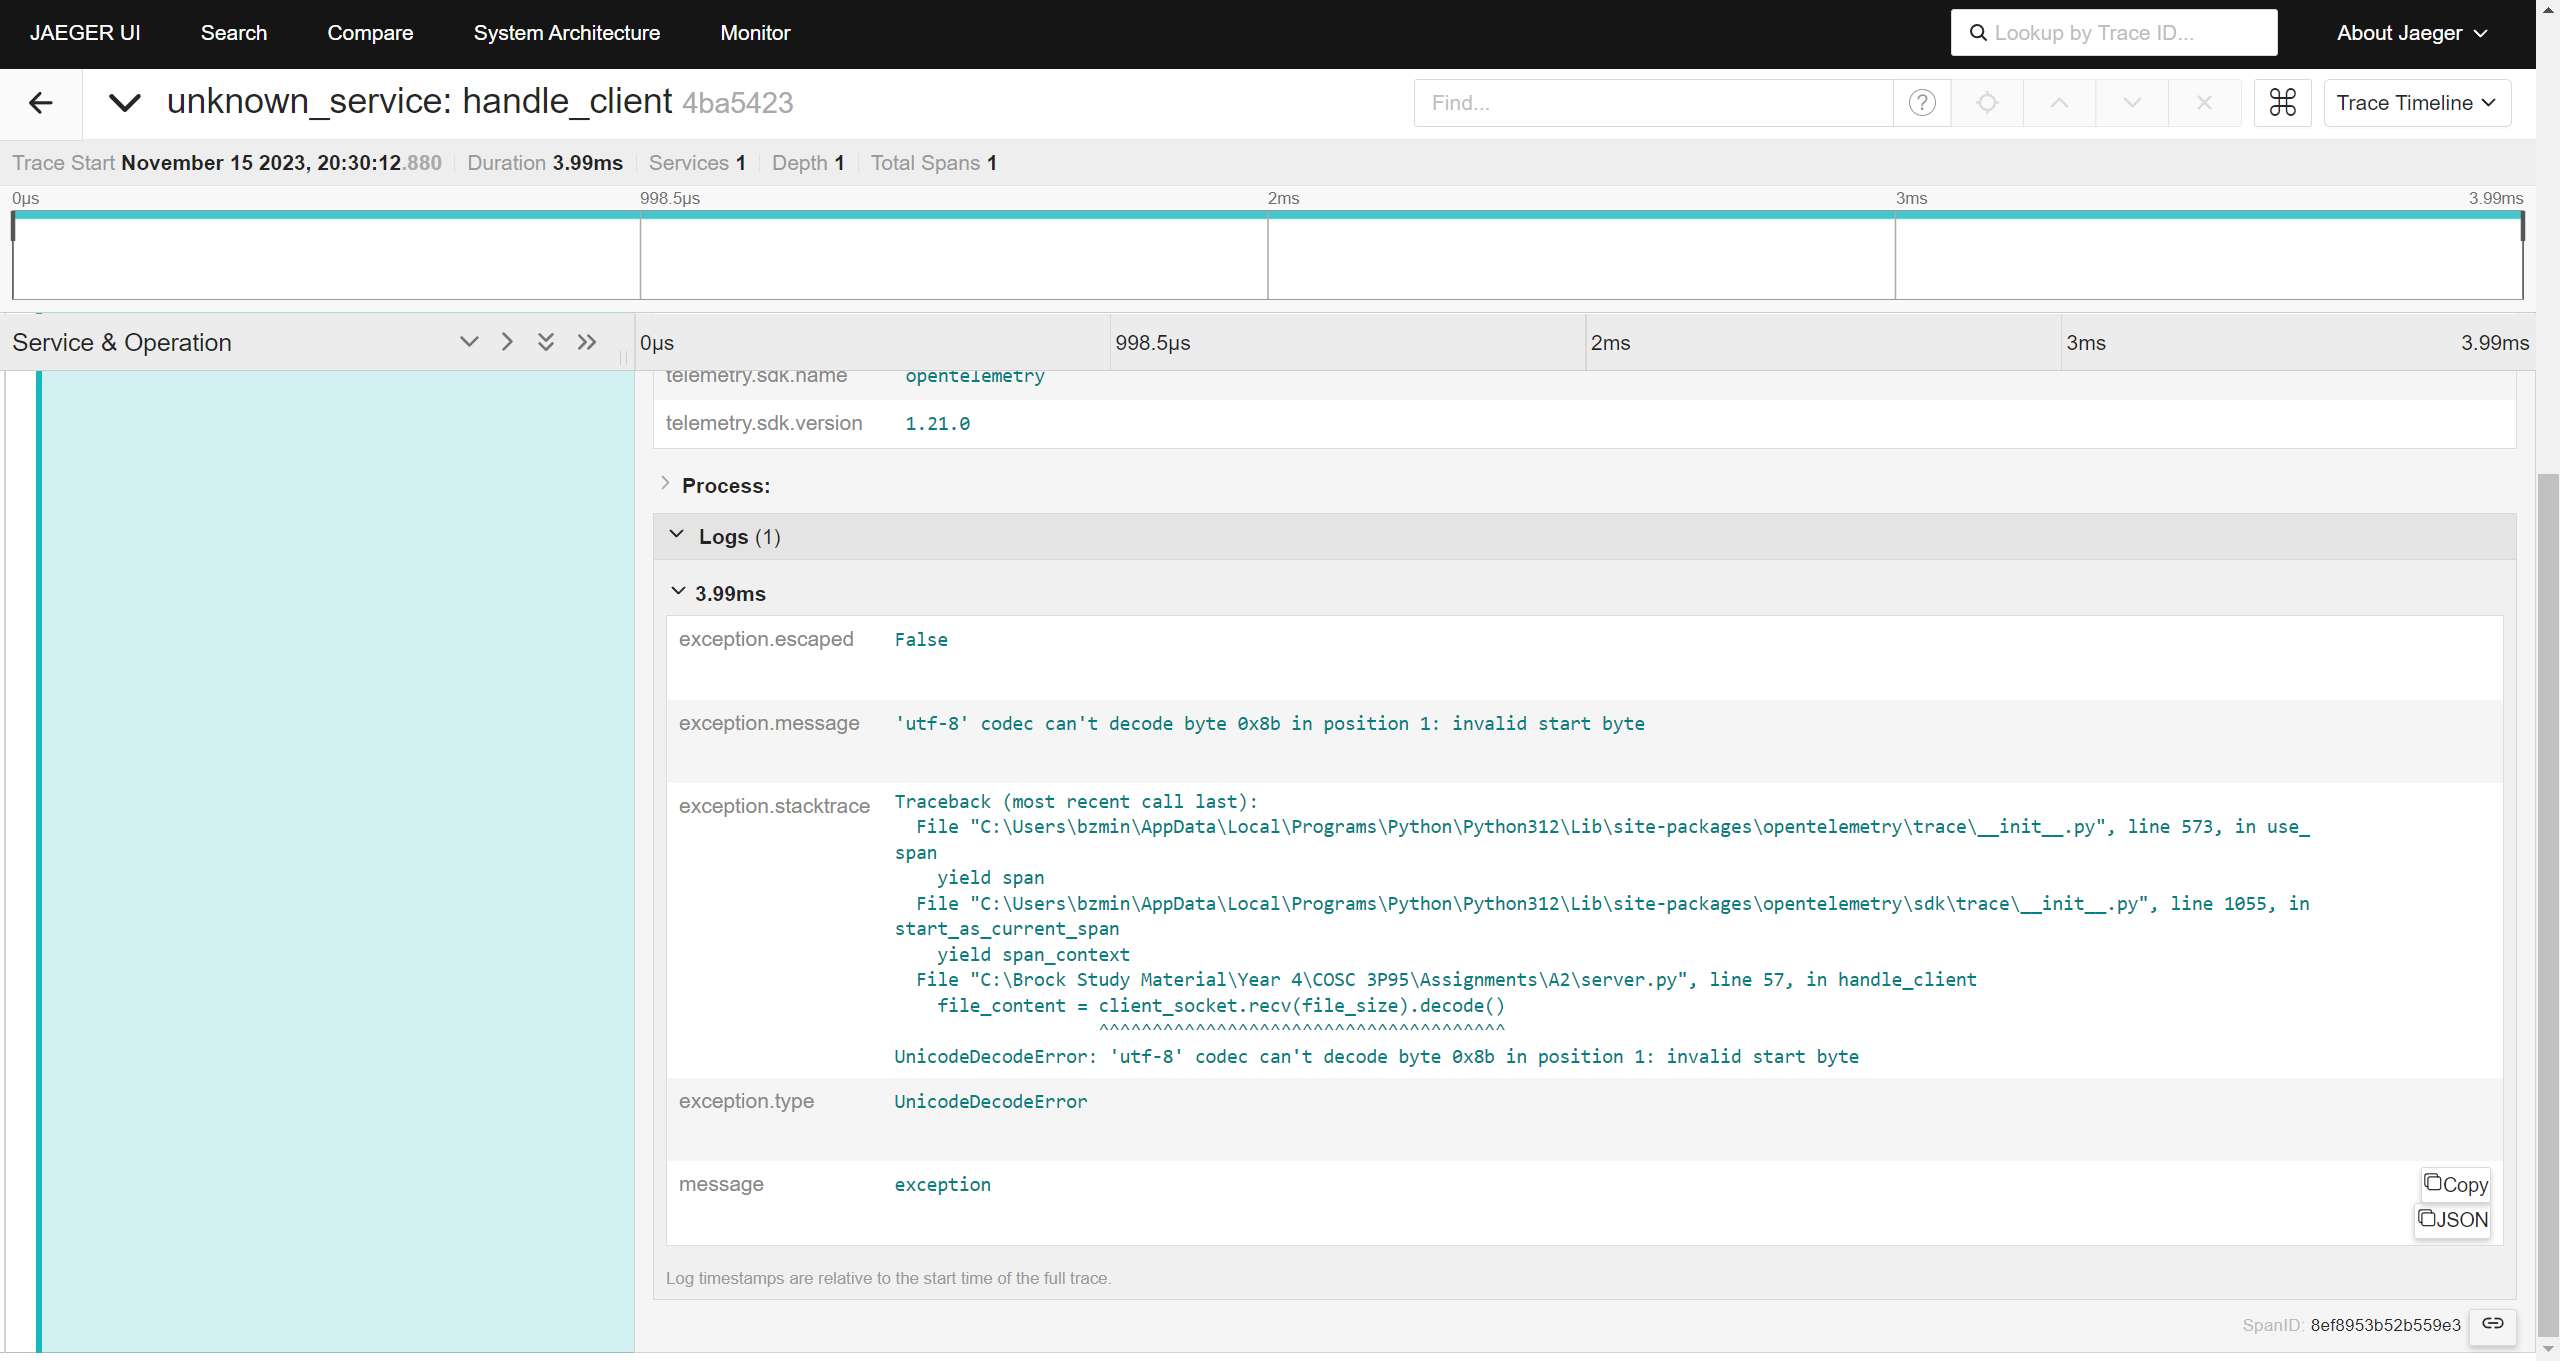 JAEGER UI Search Compare System Architecture Monitor Lookup by Trace ID... About Jaeger
unknown_service: handle_client 4ba5423 Find... Trace Timeline
Trace Start November 15 2023, 20:30:12.880 Duration 3.99ms Services 1 Depth 1 Total Spans 1
0μs 998.5μs 2ms 3ms 3.99ms
Service & Operation 0μs 998.5μs 2ms 3ms 3.99ms
telemetry.sdk.name opentelemetry
telemetry.sdk.version 1.21.0
Process:
Logs (1)
3.99ms
exception.escaped False
exception.message 'utf-8' codec can't decode byte 0x8b in position 1: invalid start byte
exception.stacktrace Traceback (most recent call last):
File "C:\Users\bzmin\AppData\Local\Programs\Python\Python312\Lib\site-packages\opentelemetry\trace\__init__.py", line 573, in use_
span
yield span
File "C:\Users\bzmin\AppData\Local\Programs\Python\Python312\Lib\site-packages\opentelemetry\sdk\trace\__init__.py", line 1055, in
start_as_current_span
yield span_context
File "C:\Brock Study Material\Year 4\COSC 3P95\Assignments\A2\server.py", line 57, in handle_client
file_content = client_socket.recv(file_size).decode()
^^^^^^^^^^^^^^^^^^^^^^^^^^^^^^^^^^^^^^
UnicodeDecodeError: 'utf-8' codec can't decode byte 0x8b in position 1: invalid start byte
exception.type UnicodeDecodeError
message exception
Copy
JSON
Log timestamps are relative to the start time of the full trace.
SpanID: 8ef8953b52b559e3